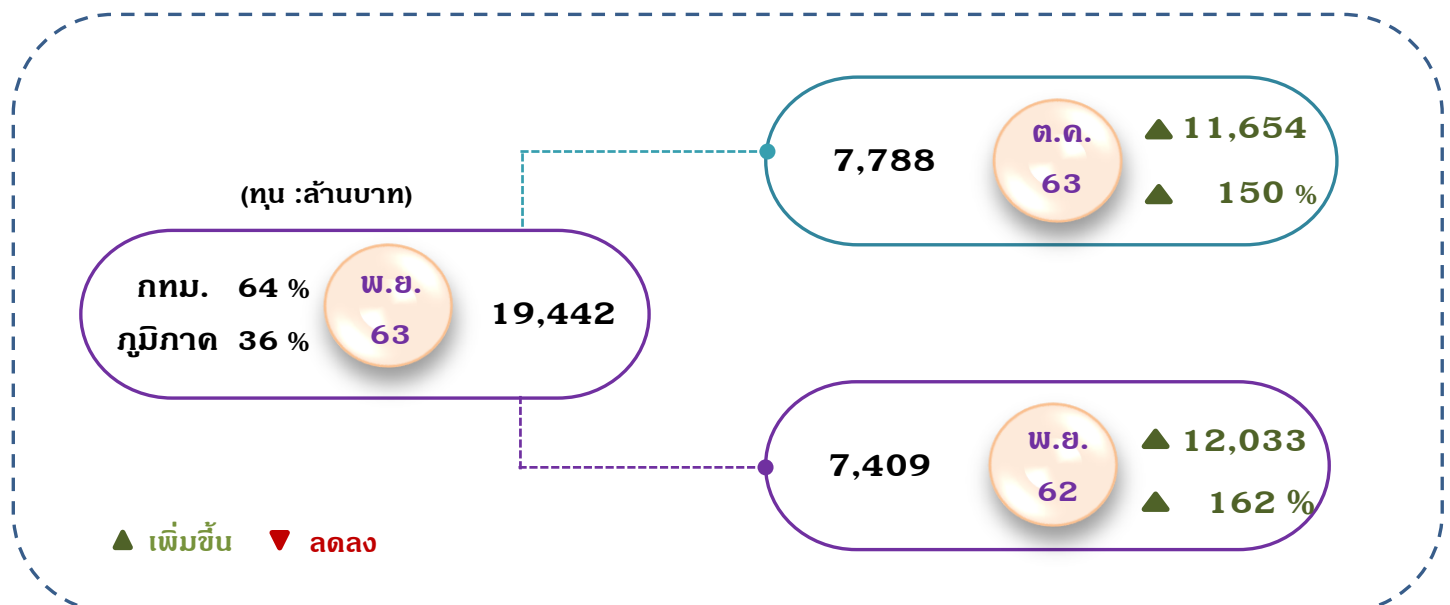 (ทุน :ล้านบาท)
กทม. 64 %
ภูมิภาค 36 %
พ.ย.
63
19,442
7,788
ต.ค.
63
▲ 11,654
▲ 150 %
7,409
พ.ย.
62
▲ 12,033
▲ 162 %
▲ เพิ่มขึ้น ▼ ลดลง